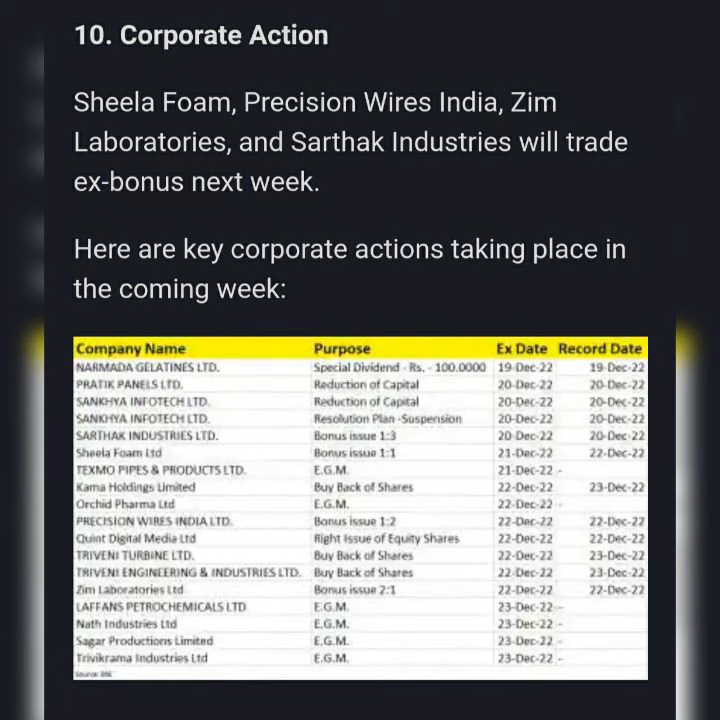 10. Corporate Action
Sheela Foam, Precision Wires India, Zim
Laboratories, and Sarthak Industries will trade
ex-bonus next week.
Here are key corporate actions taking place in
the coming week:
Company Name Purpose Ex Date Record Date
NARMADA GELATINES LTD. Special Dividend - Rs. - 100.0000 19-Dec-22 19-Dec-22
PRATIK PANELS LTD. Reduction of Capital 20-Dec-22 20-Dec-22
SANKHYA INFOTECH LTD. Reduction of Capital 20-Dec-22 20-Dec-22
SANKHYA INFOTECH LTD. Resolution Plan -Suspension 20-Dec-22 20-Dec-22
SARTHAK INDUSTRIES LTD. Bonus issue 1:3 20-Dec-22 20-Dec-22
Sheela Foam Ltd Bonus issue 1:1 21-Dec-22 22-Dec-22
TEXMO PIPES & PRODUCTS LTD. E.G.M. 21-Dec-22 -
Kama Holdings Limited Buy Back of Shares 22-Dec-22 23-Dec-22
Orchid Pharma Ltd E.G.M. 22-Dec-22 -
PRECISION WIRES INDIA LTD. Bonus issue 1:2 22-Dec-22 22-Dec-22
Quint Digital Media Ltd Right Issue of Equity Shares 22-Dec-22 22-Dec-22
TRIVENI TURBINE LTD. Buy Back of Shares 22-Dec-22 23-Dec-22
TRIVENI ENGINEERING & INDUSTRIES LTD. Buy Back of Shares 22-Dec-22 23-Dec-22
Zim Laboratories Ltd Bonus issue 2:1 22-Dec-22 22-Dec-22
LAFFANS PETROCHEMICALS LTD E.G.M. 23-Dec-22 -
Nath Industries Ltd E.G.M. 23-Dec-22 -
Sagar Productions Limited E.G.M. 23-Dec-22 -
Trivikrama Industries Ltd E.G.M. 23-Dec-22 -
Source: BSE